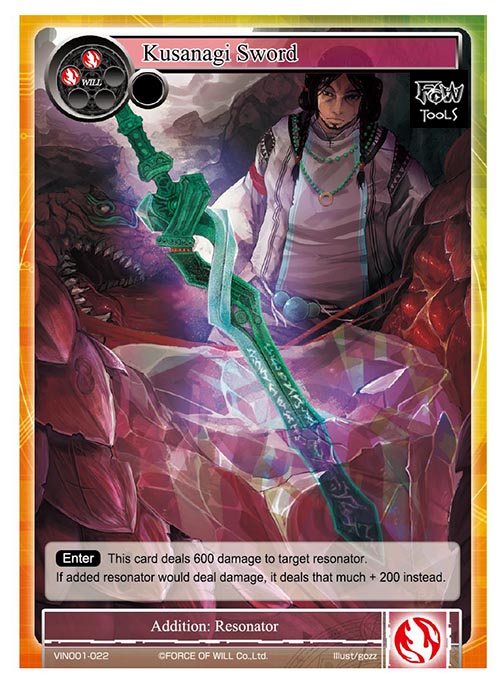 Kusanagi Sword
WILL
FOW
TOOLS
Enter This card deals 600 damage to target resonator.
If added resonator would deal damage, it deals that much + 200 instead.
Addition: Resonator
VIN001-022 ©FORCE OF WILL Co.,Ltd. Illust/gozz